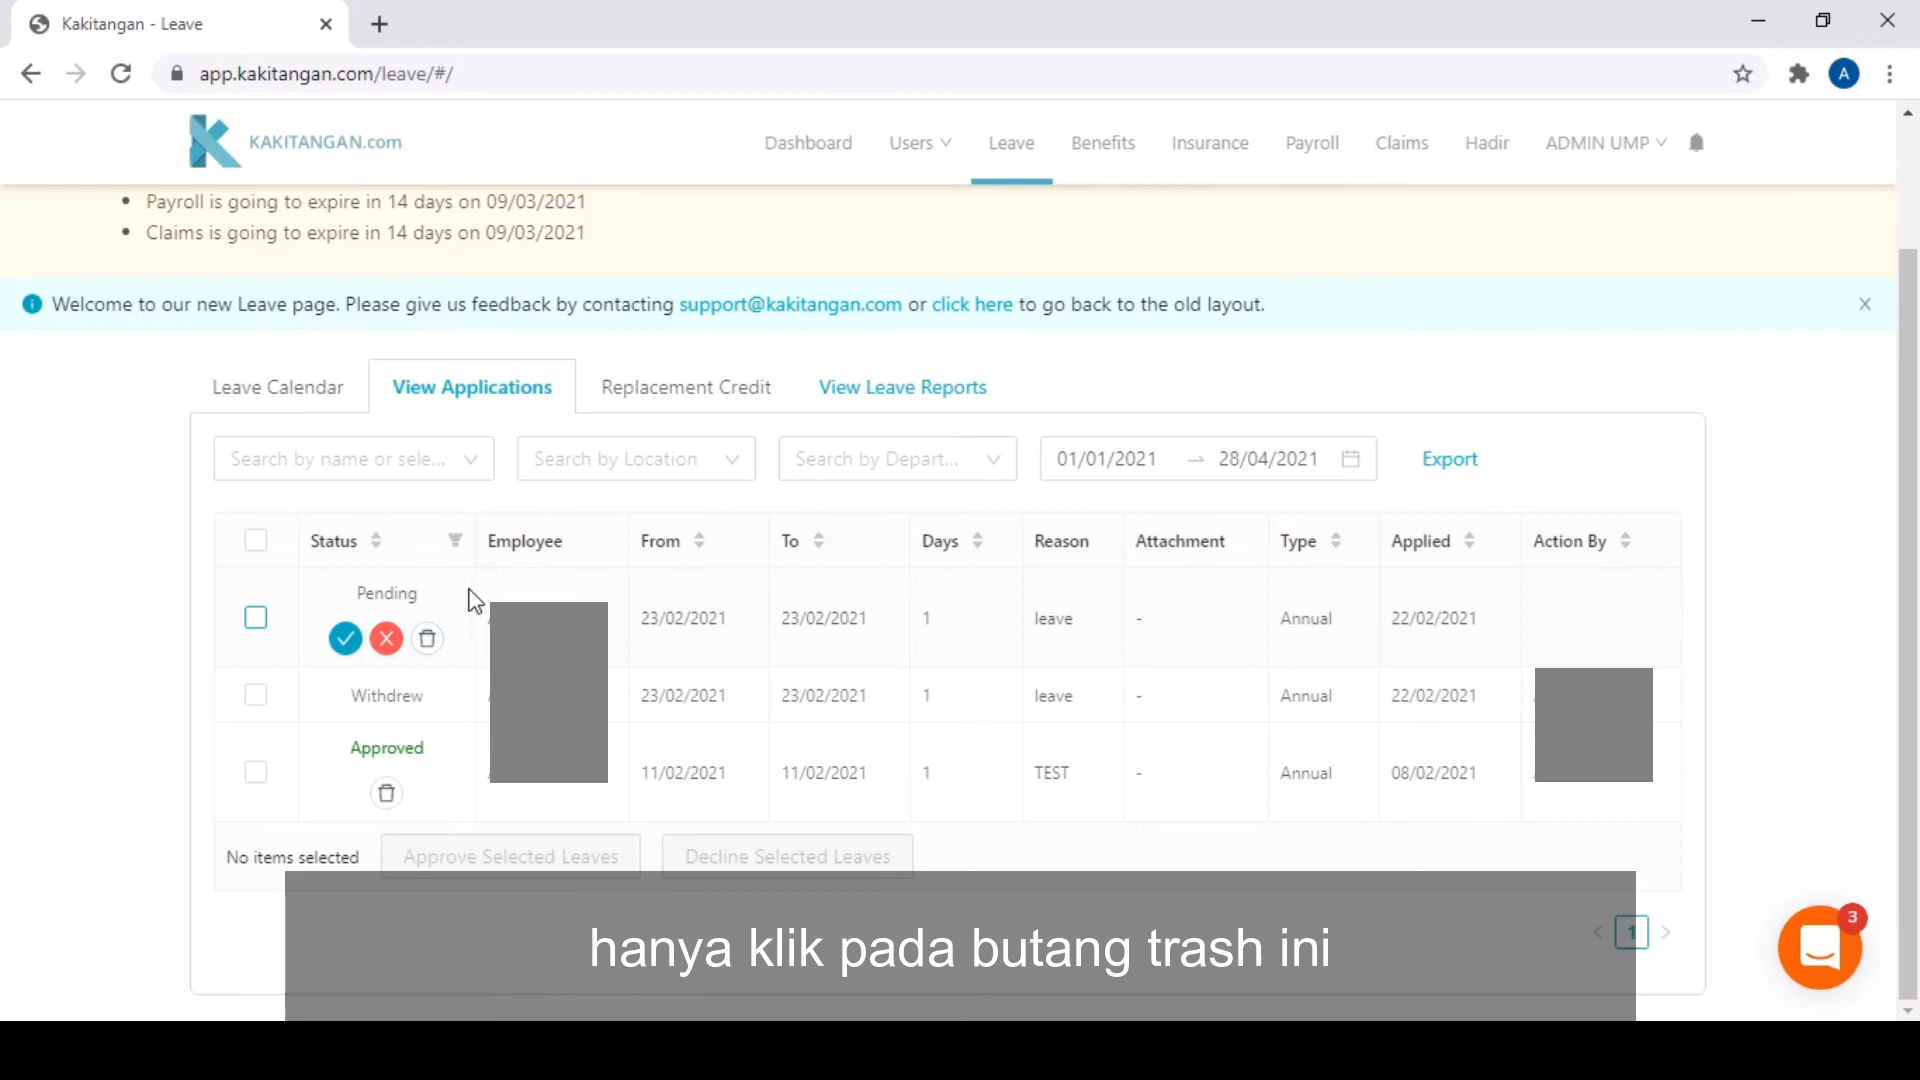 Kakitangan - Leave
app.kakitangan.com/leave/#/
A
KAKITANGAN.com
Dashboard Users Leave Benefits Insurance Payroll Claims Hadir ADMIN UMP
• Payroll is going to expire in 14 days on 09/03/2021
• Claims is going to expire in 14 days on 09/03/2021
Welcome to our new Leave page. Please give us feedback by contacting support@kakitangan.com or click here to go back to the old layout.
Leave Calendar View Applications Replacement Credit View Leave Reports
Search by name or sele... Search by Location Search by Depart... 01/01/2021 → 28/04/2021 Export
Status Employee From To Days Reason Attachment Type Applied Action By
Pending
23/02/2021 23/02/2021 1 leave - Annual 22/02/2021
Withdrew 23/02/2021 23/02/2021 1 leave - Annual 22/02/2021
Approved
11/02/2021 11/02/2021 1 TEST - Annual 08/02/2021
No items selected Approve Selected Leaves Decline Selected Leaves
< 1 >
3
hanya klik pada butang trash ini